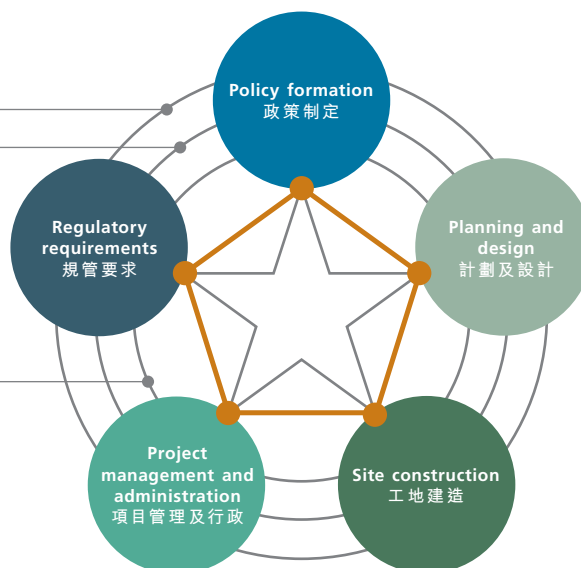 Policy formation
政策制定
Regulatory
requirements
規管要求
Planning and
design
計劃及設計
Project
management and
administration
項目管理及行政
Site construction
工地建造